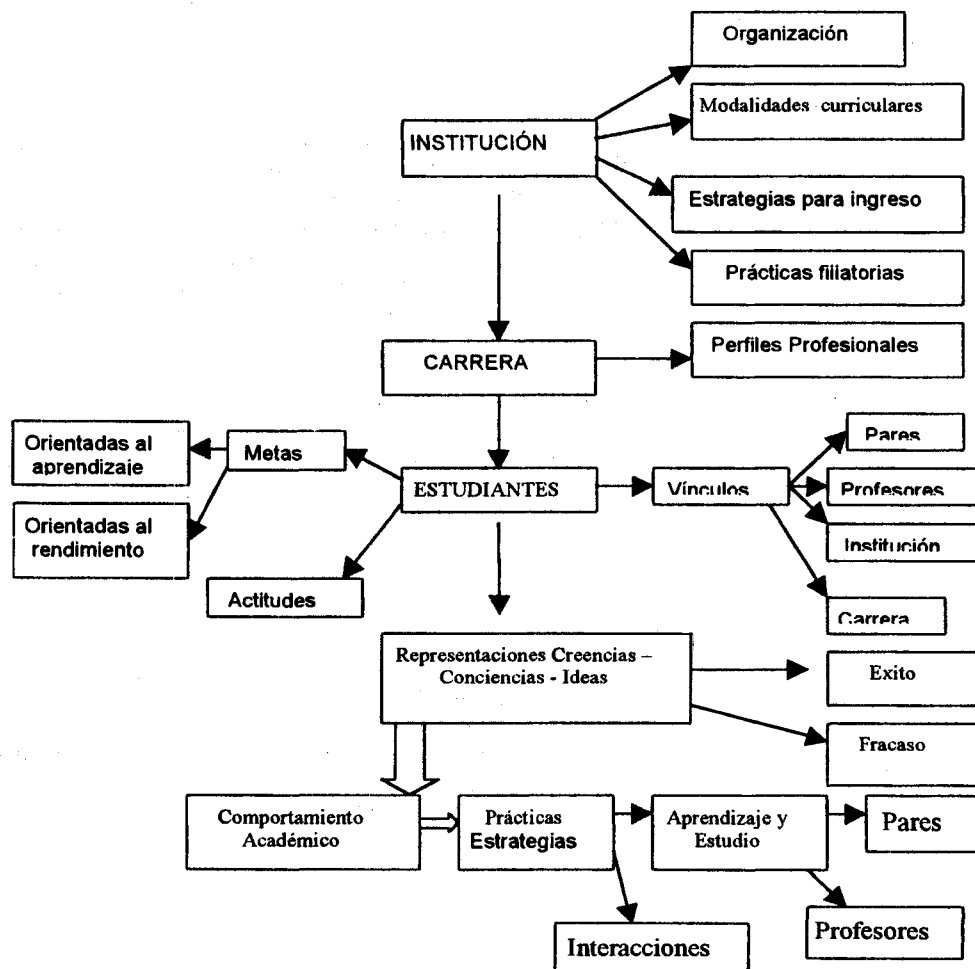 Organización
Modalidades curriculares
INSTITUCIÓN
Estrategias para ingreso
Prácticas filiatorias
CARRERA
Perfiles Profesionales
Orientadas al
aprendizaje
Metas
ESTUDIANTES
Vínculos
Pares
Profesores
Institución
Carrera
Orientadas al
rendimiento
Actitudes
Representaciones Creencias –
Conciencias - Ideas
Exito
Fracaso
Comportamiento
Académico
Prácticas
Estrategias
Aprendizaje y
Estudio
Pares
Interacciones
Profesores